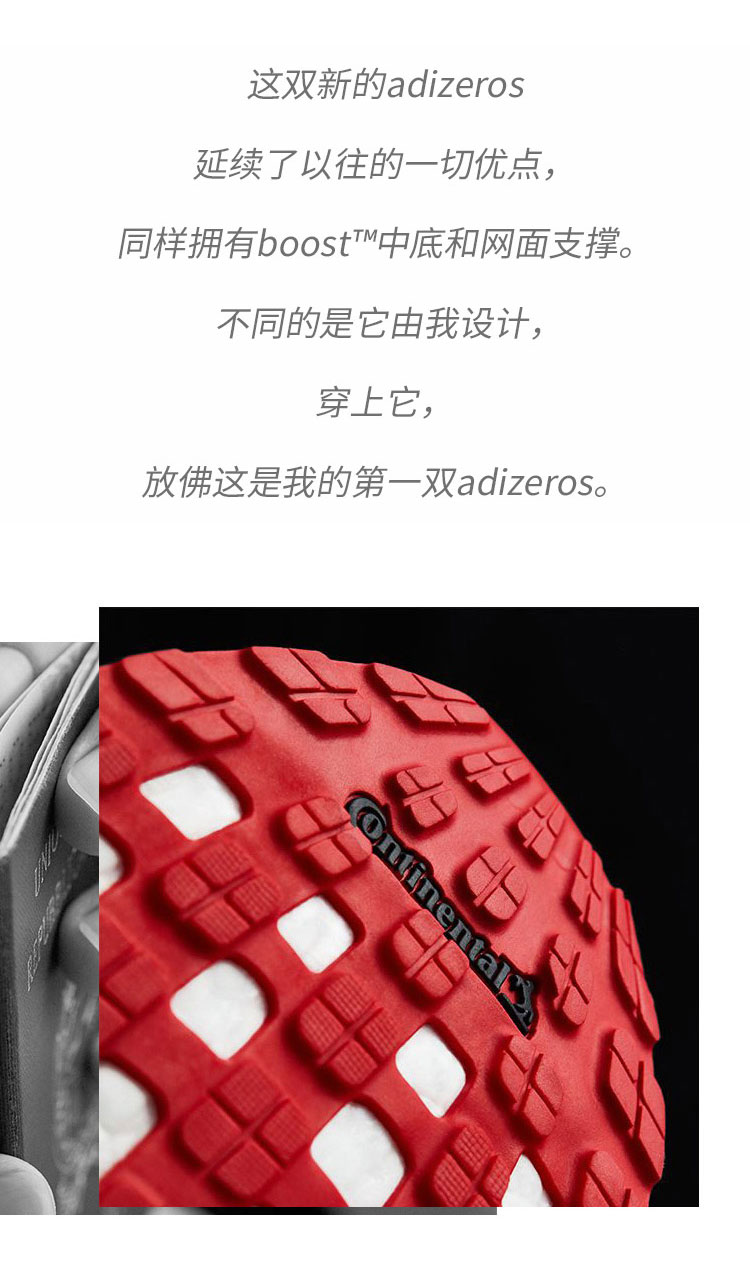 这双新的adizeros
延续了以往的一切优点，
同样拥有boost™中底和网面支撑。
不同的是它由我设计，
穿上它，
放佛这是我的第一双adizeros。
Continental